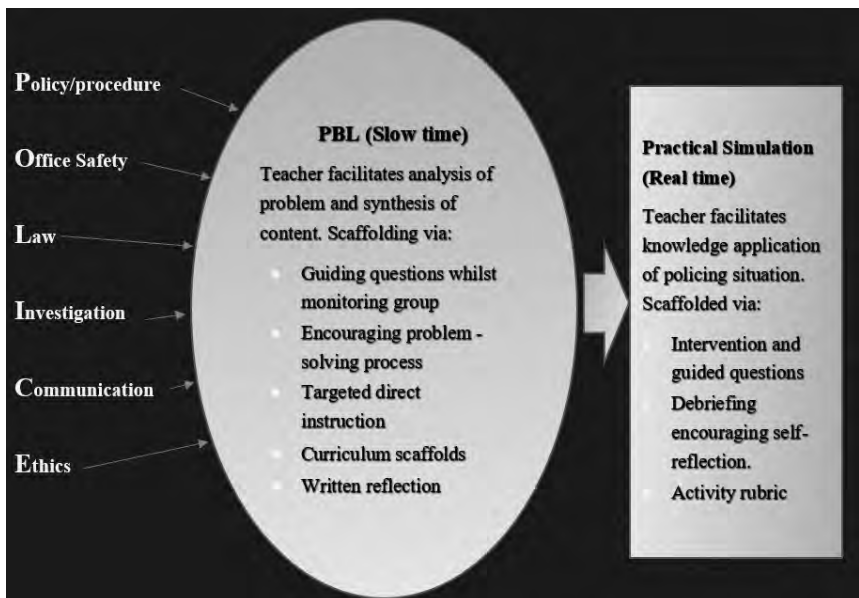 Policy/procedure
Office Safety
Law
Investigation
Communication
Ethics
PBL (Slow time)
Teacher facilitates analysis of
problem and synthesis of
content. Scaffolding via:
Guiding questions whilst
monitoring group
Encouraging problem -
solving process
Targeted direct
instruction
Curriculum scaffolds
Written reflection
Practical Simulation
(Real time)
Teacher facilitates
knowledge application
of policing situation.
Scaffolded via:
Intervention and
guided questions
Debriefing
encouraging self-
reflection.
Activity rubric